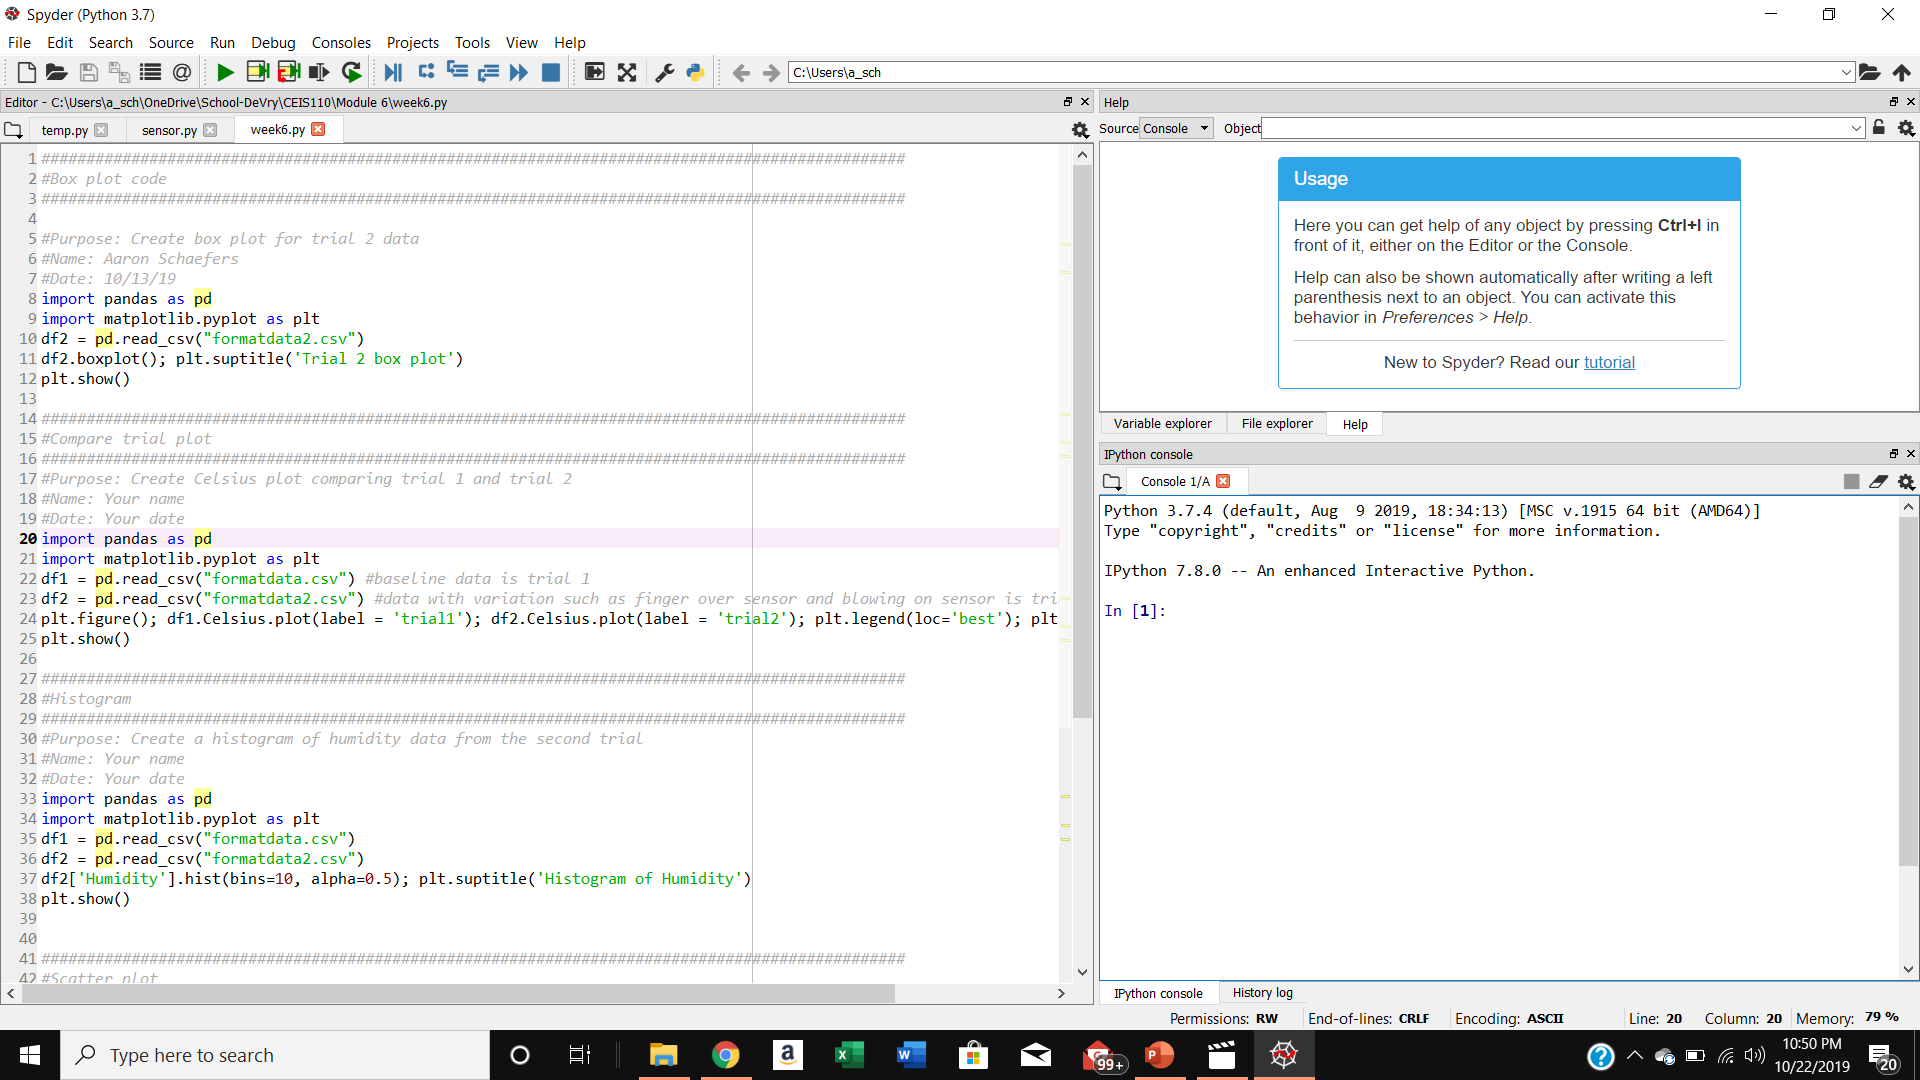 Spyder (Python 3.7)
File Edit Search Source Run Debug Consoles Projects Tools View Help
C:\Users\a_sch
Editor - C:\Users\a_sch\OneDrive\School-DeVry\CEIS110\Module 6\week6.py
temp.py sensor.py week6.py
1 ################################################################################################
2 #Box plot code
3 ################################################################################################
4
5 #Purpose: Create box plot for trial 2 data
6 #Name: Aaron Schaefers
7 #Date: 10/13/19
8 import pandas as pd
9 import matplotlib.pyplot as plt
10 df2 = pd.read_csv("formatdata2.csv")
11 df2.boxplot(); plt.suptitle('Trial 2 box plot')
12 plt.show()
13
14 ################################################################################################
15 #Compare trial plot
16 ################################################################################################
17 #Purpose: Create Celsius plot comparing trial 1 and trial 2
18 #Name: Your name
19 #Date: Your date
20 import pandas as pd
21 import matplotlib.pyplot as plt
22 df1 = pd.read_csv("formatdata.csv") #baseline data is trial 1
23 df2 = pd.read_csv("formatdata2.csv") #data with variation such as finger over sensor and blowing on sensor is tri
24 plt.figure(); df1.Celsius.plot(label = 'trial1'); df2.Celsius.plot(label = 'trial2'); plt.legend(loc='best'); plt
25 plt.show()
26
27 ################################################################################################
28 #Histogram
29 ################################################################################################
30 #Purpose: Create a histogram of humidity data from the second trial
31 #Name: Your name
32 #Date: Your date
33 import pandas as pd
34 import matplotlib.pyplot as plt
35 df1 = pd.read_csv("formatdata.csv")
36 df2 = pd.read_csv("formatdata2.csv")
37 df2['Humidity'].hist(bins=10, alpha=0.5); plt.suptitle('Histogram of Humidity')
38 plt.show()
39
40
41 ################################################################################################
42 #Scatter plot
Help
Source Console Object
Usage
Here you can get help of any object by pressing Ctrl+I in
front of it, either on the Editor or the Console.
Help can also be shown automatically after writing a left
parenthesis next to an object. You can activate this
behavior in Preferences > Help.
New to Spyder? Read our tutorial
Variable explorer File explorer Help
IPython console
Console 1/A
Python 3.7.4 (default, Aug  9 2019, 18:34:13) [MSC v.1915 64 bit (AMD64)]
Type "copyright", "credits" or "license" for more information.
IPython 7.8.0 -- An enhanced Interactive Python.
In [1]:
IPython console History log
Permissions: RW End-of-lines: CRLF Encoding: ASCII Line: 20 Column: 20 Memory: 79 %
Type here to search
99+
10:50 PM
10/22/2019
20